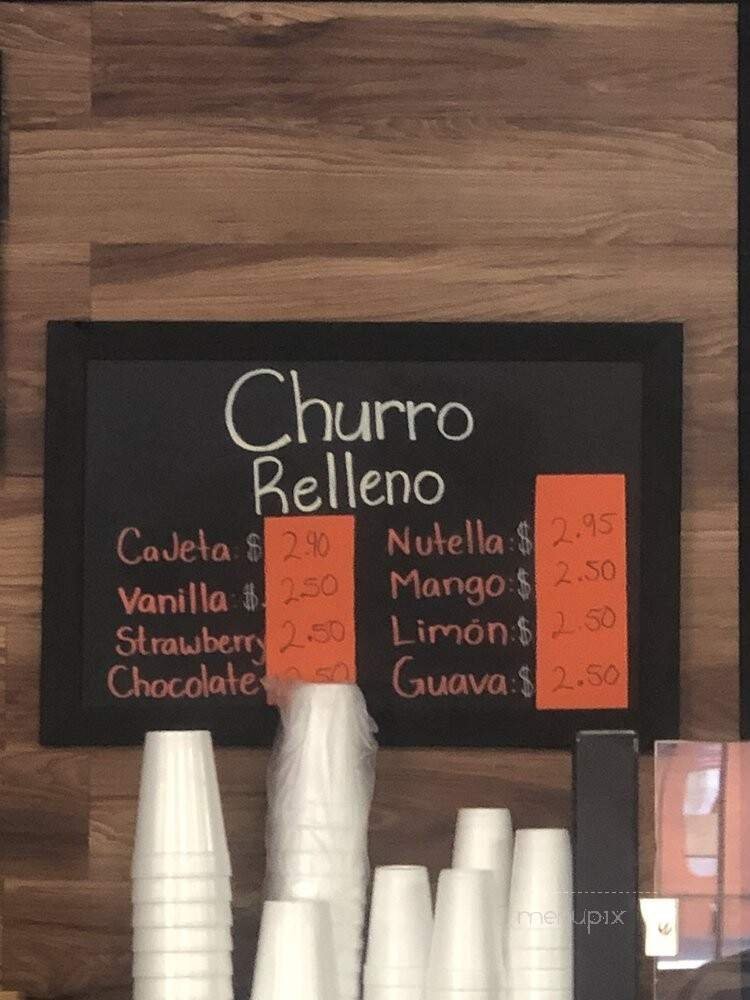 Churro
Relleno
Cajeta: $ 2.90
Vanilla: $ 2.50
Strawberry 2.50
Chocolate .50
Nutella: $ 2.95
Mango: $ 2.50
Limón: $ 2.50
Guava: $ 2.50
menupix